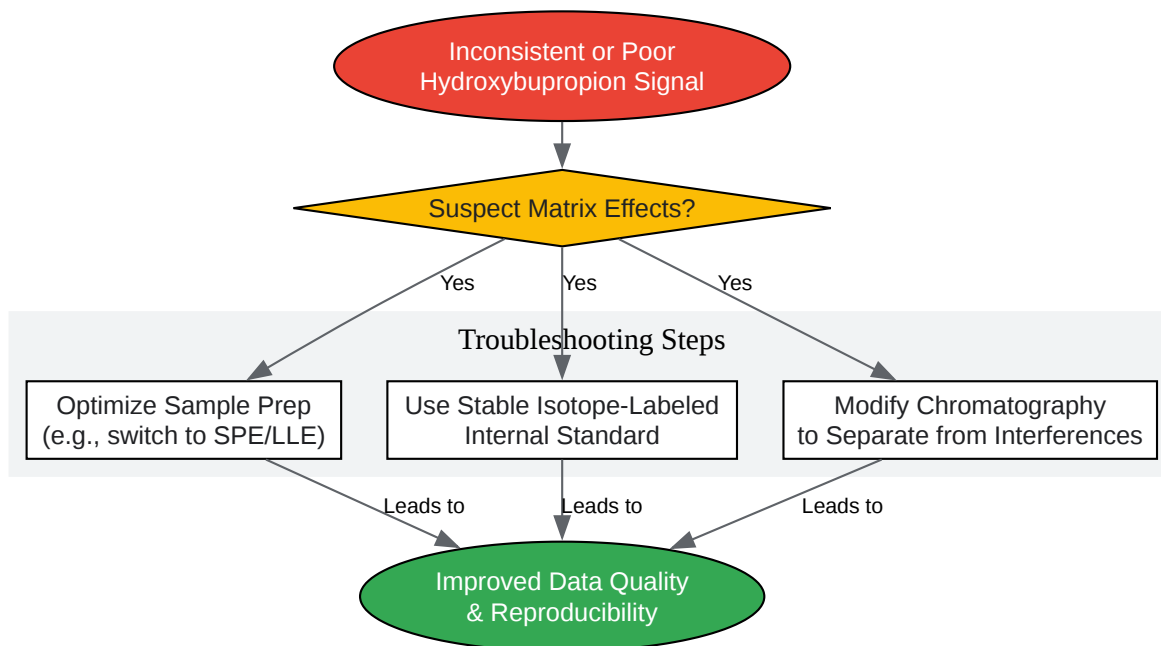 Inconsistent or Poor
Hydroxybupropion Signal
Suspect Matrix Effects?
Yes
Yes
Yes
Troubleshooting Steps
Optimize Sample Prep
(e.g., switch to SPE/LLE)
Use Stable Isotope-Labeled
Internal Standard
Modify Chromatography
to Separate from Interferences
Leads to
Leads to
Leads to
Improved Data Quality
& Reproducibility